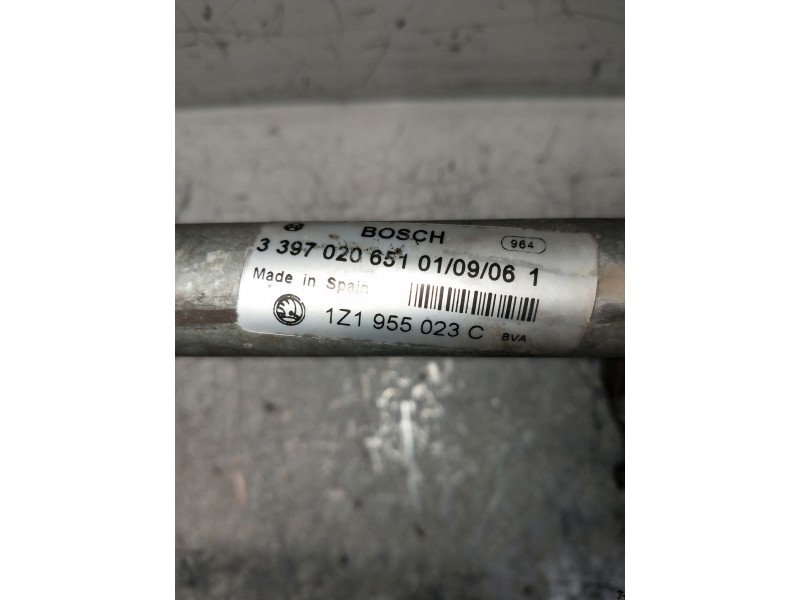 BOSCH 964
3 397 020 651 01/09/06 1
Made in Spain
1Z1 955 023 C BVA